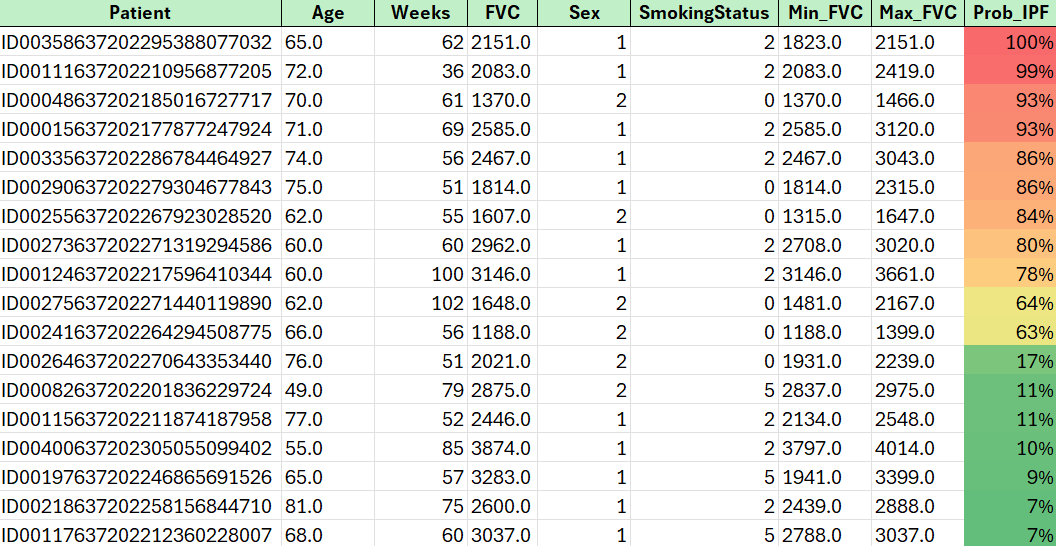 Patient Age Weeks FVC Sex SmokingStatus Min_FVC Max_FVC Prob_IPF
ID00358637202295388077032 65.0 62 2151.0 1 2 1823.0 2151.0 100%
ID00111637202210956877205 72.0 36 2083.0 1 2 2083.0 2419.0 99%
ID00048637202185016727717 70.0 61 1370.0 2 0 1370.0 1466.0 93%
ID00015637202177877247924 71.0 69 2585.0 1 2 2585.0 3120.0 93%
ID00335637202286784464927 74.0 56 2467.0 1 2 2467.0 3043.0 86%
ID00290637202279304677843 75.0 51 1814.0 1 0 1814.0 2315.0 86%
ID00255637202267923028520 62.0 55 1607.0 2 0 1315.0 1647.0 84%
ID00273637202271319294586 60.0 60 2962.0 1 2 2708.0 3020.0 80%
ID00124637202217596410344 60.0 100 3146.0 1 2 3146.0 3661.0 78%
ID00275637202271440119890 62.0 102 1648.0 2 0 1481.0 2167.0 64%
ID00241637202264294508775 66.0 56 1188.0 2 0 1188.0 1399.0 63%
ID00264637202270643353440 76.0 51 2021.0 2 0 1931.0 2239.0 17%
ID00082637202201836229724 49.0 79 2875.0 2 5 2837.0 2975.0 11%
ID00115637202211874187958 77.0 52 2446.0 1 2 2134.0 2548.0 11%
ID00400637202305055099402 55.0 85 3874.0 1 2 3797.0 4014.0 10%
ID00197637202246865691526 65.0 57 3283.0 1 5 1941.0 3399.0 9%
ID00218637202258156844710 81.0 75 2600.0 1 2 2439.0 2888.0 7%
ID00117637202212360228007 68.0 60 3037.0 1 5 2788.0 3037.0 7%